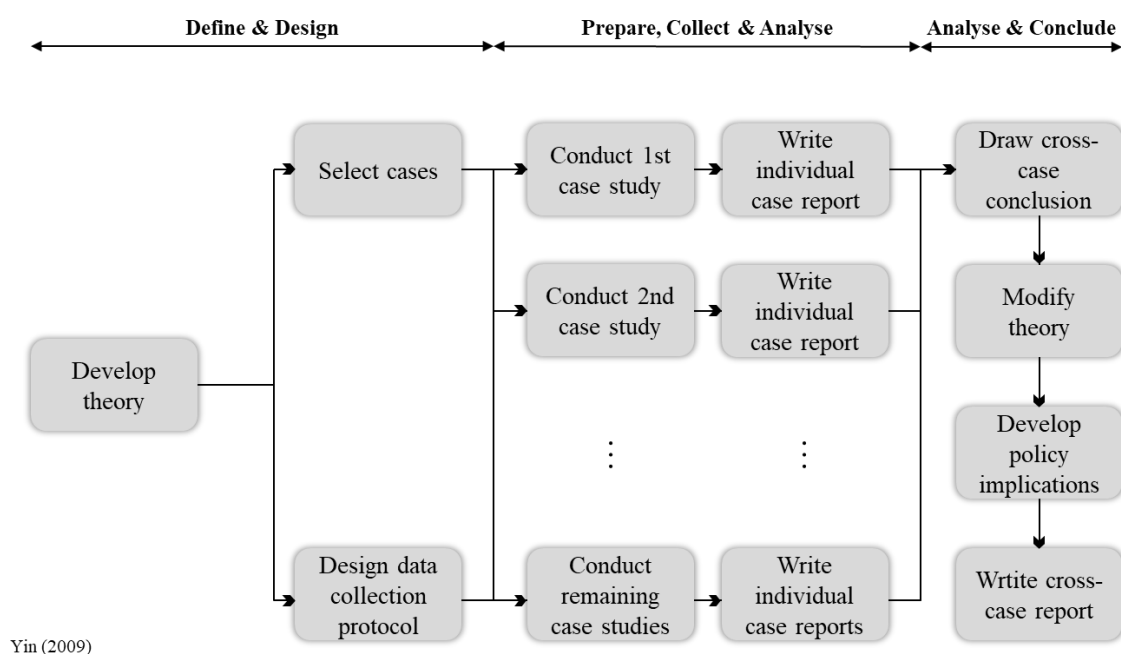 Define & Design
Prepare, Collect & Analyse
Analyse & Conclude
Develop
theory
Select cases
Design data
collection
protocol
Conduct 1st
case study
Write
individual
case report
Conduct 2nd
case study
Write
individual
case report
⋮
⋮
Conduct
remaining
case studies
Write
individual
case reports
Draw cross-
case
conclusion
Modify
theory
Develop
policy
implications
Wrtite cross-
case report
Yin (2009)